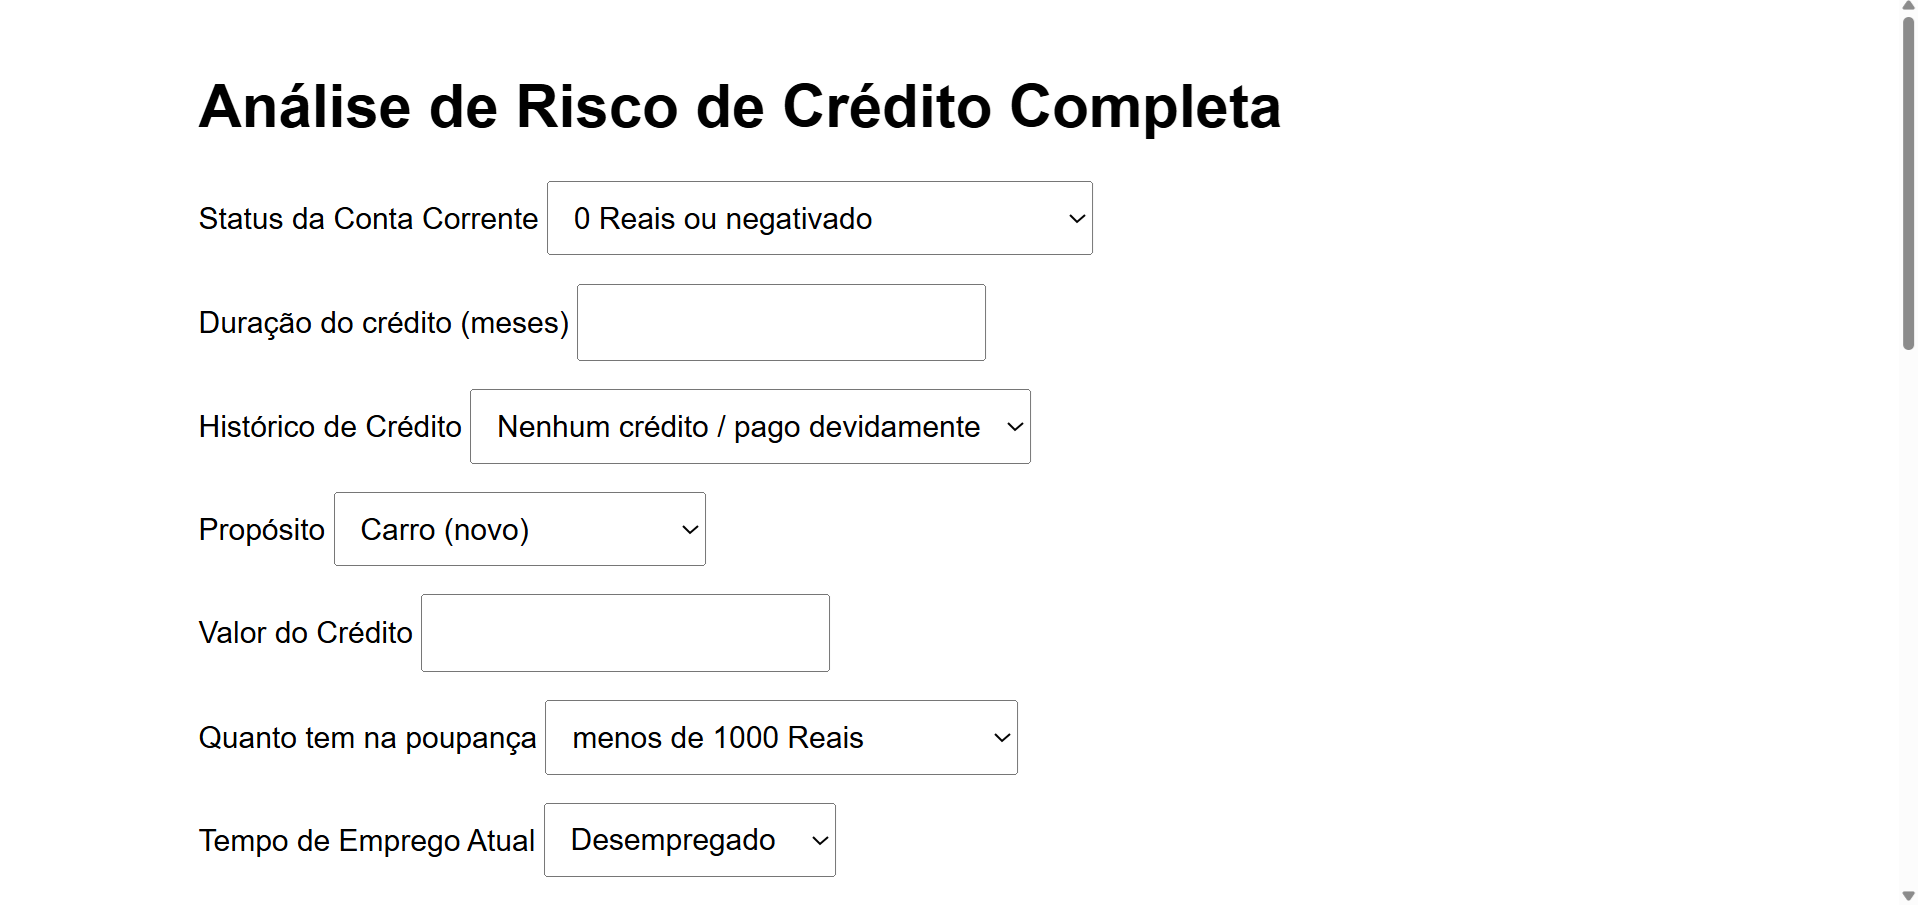 Análise de Risco de Crédito Completa
Status da Conta Corrente 0 Reais ou negativado
Duração do crédito (meses)
Histórico de Crédito Nenhum crédito / pago devidamente
Propósito Carro (novo)
Valor do Crédito
Quanto tem na poupança menos de 1000 Reais
Tempo de Emprego Atual Desempregado